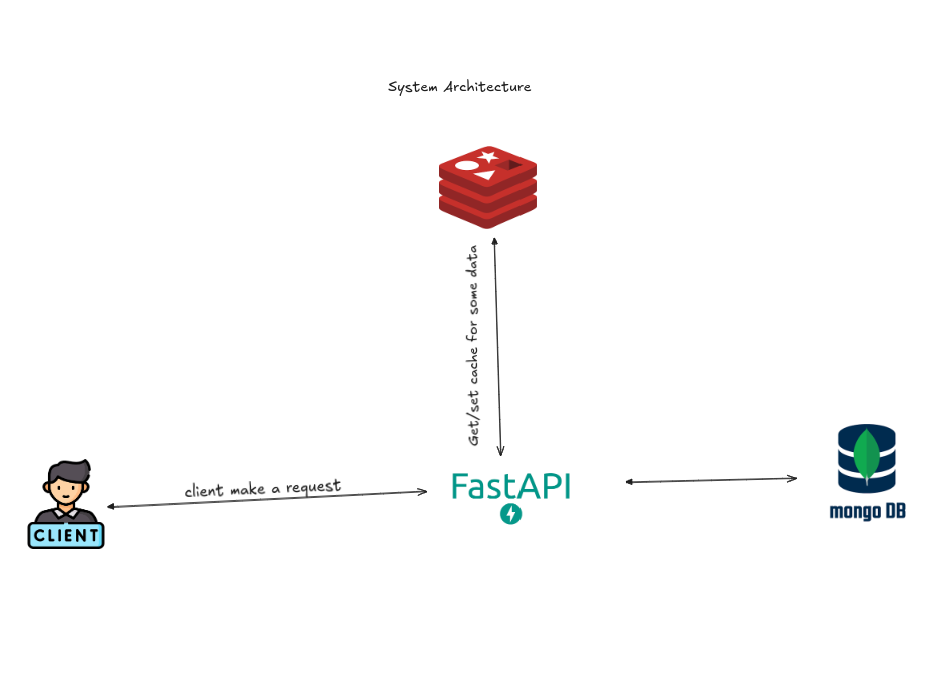 System Architecture
Get/set cache for some data
client make a request
FastAPI
CLIENT
mongo DB